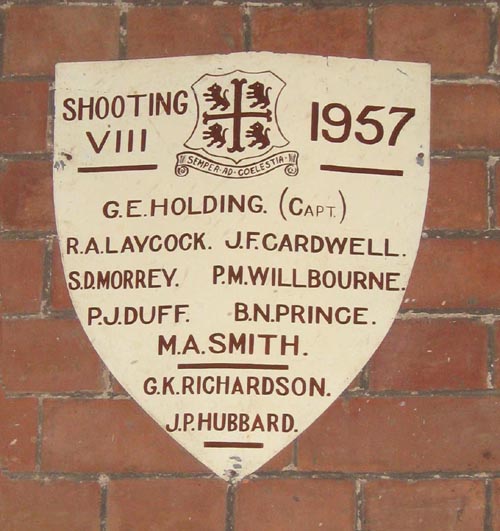 SHOOTING 1957
VIII
SEMPER·AD·COELESTIA
G.E.HOLDING. (CAPT.)
R.A.LAYCOCK. J.F.CARDWELL.
S.D.MORREY. P.M.WILLBOURNE.
P.J.DUFF. B.N.PRINCE.
M.A.SMITH.
G.K.RICHARDSON.
J.P.HUBBARD.